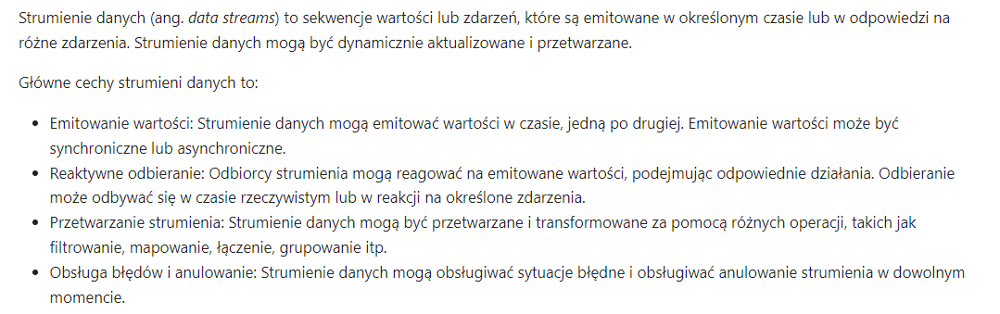 Strumienie danych (ang. data streams) to sekwencje wartości lub zdarzeń, które są emitowane w określonym czasie lub w odpowiedzi na
różne zdarzenia. Strumienie danych mogą być dynamicznie aktualizowane i przetwarzane.
Główne cechy strumieni danych to:
• Emitowanie wartości: Strumienie danych mogą emitować wartości w czasie, jedną po drugiej. Emitowanie wartości może być
synchroniczne lub asynchroniczne.
• Reaktywne odbieranie: Odbiorcy strumienia mogą reagować na emitowane wartości, podejmując odpowiednie działania. Odbieranie
może odbywać się w czasie rzeczywistym lub w reakcji na określone zdarzenia.
• Przetwarzanie strumienia: Strumienie danych mogą być przetwarzane i transformowane za pomocą różnych operacji, takich jak
filtrowanie, mapowanie, łączenie, grupowanie itp.
• Obsługa błędów i anulowanie: Strumienie danych mogą obsługiwać sytuacje błędne i obsługiwać anulowanie strumienia w dowolnym
momencie.